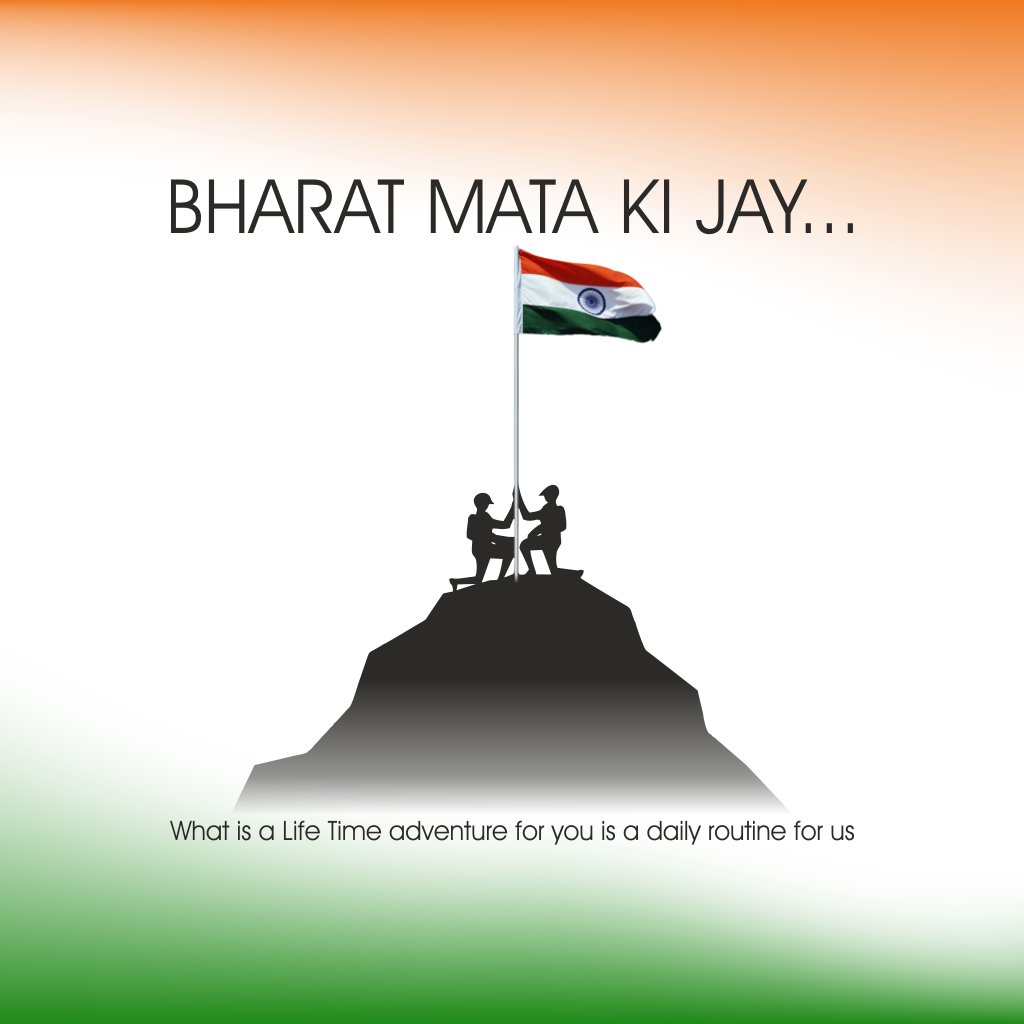 BHARAT MATA KI JAY...
What is a Life Time adventure for you is a daily routine for us